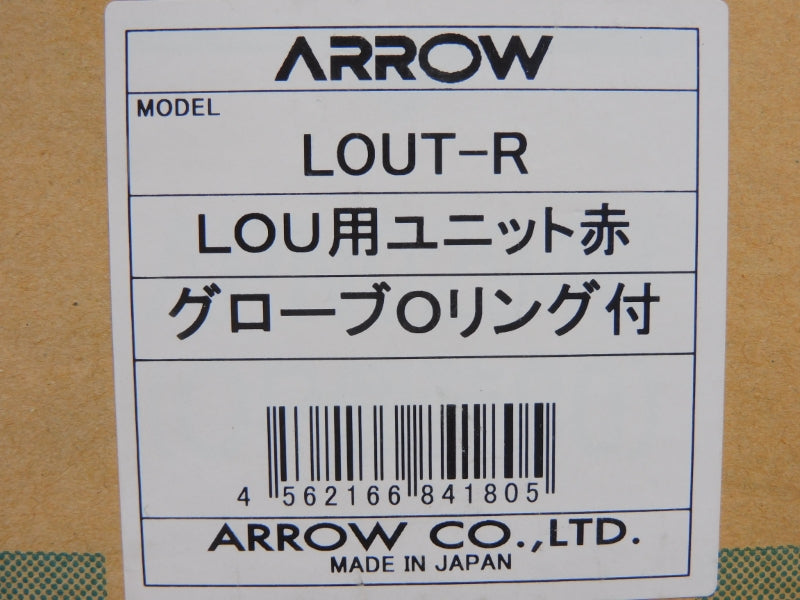 ARROW
MODEL
LOUT-R
LOU用ユニット赤
グローブOリング付
4 562166 841805
ARROW CO.,LTD.
MADE IN JAPAN